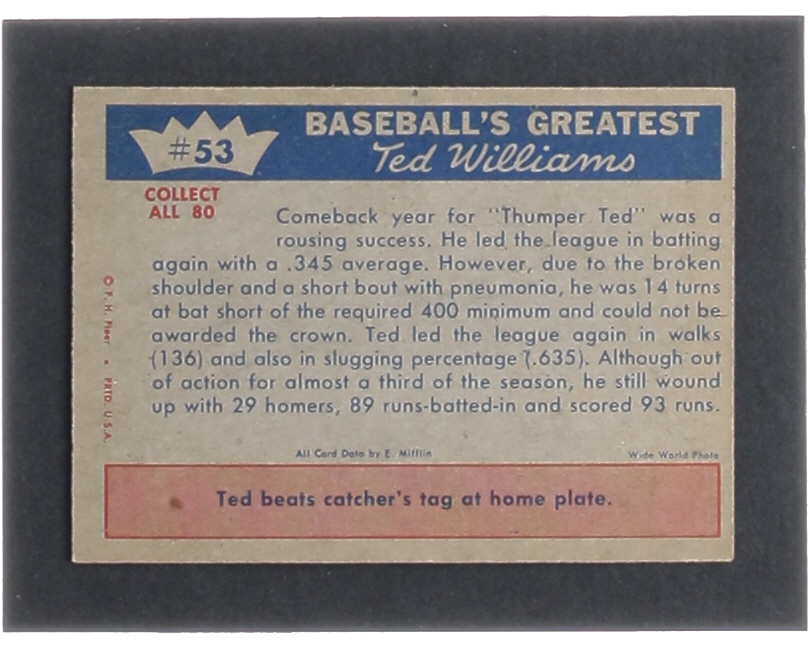 #53
BASEBALL'S GREATEST
Ted Williams
COLLECT
ALL 80
Comeback year for "Thumper Ted" was a
rousing success. He led the league in batting
again with a .345 average. However, due to the broken
shoulder and a short bout with pneumonia, he was 14 turns
at bat short of the required 400 minimum and could not be
awarded the crown. Ted led the league again in walks
(136) and also in slugging percentage (.635). Although out
of action for almost a third of the season, he still wound
up with 29 homers, 89 runs-batted-in and scored 93 runs.
© F. H. Fleer • PRTD. U.S.A.
All Card Data by E. Mifflin
Wide World Photo
Ted beats catcher's tag at home plate.